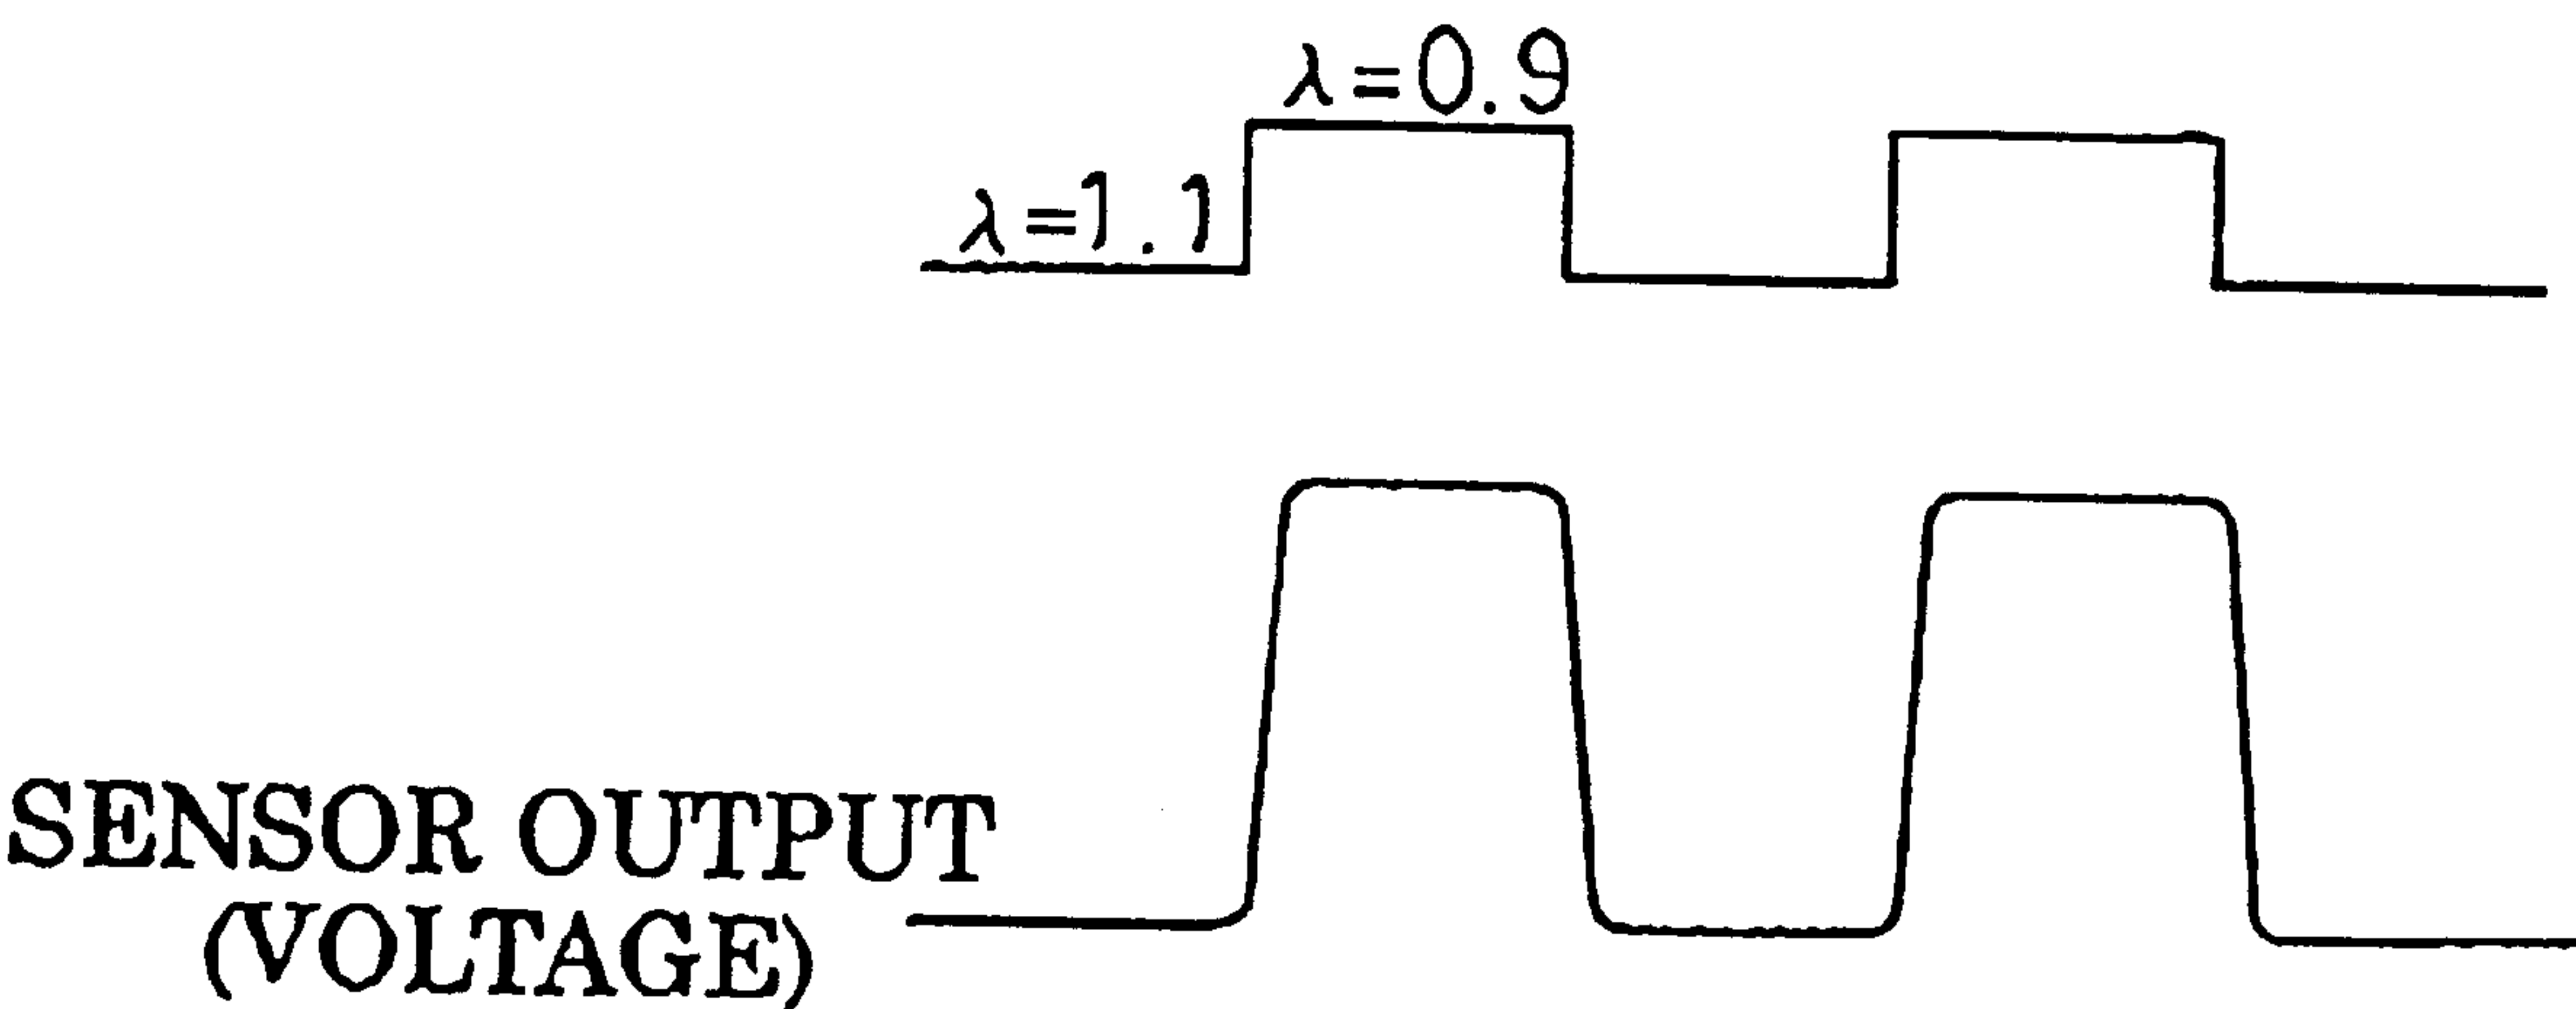 λ=0.9
λ=1.1
SENSOR OUTPUT
(VOLTAGE)